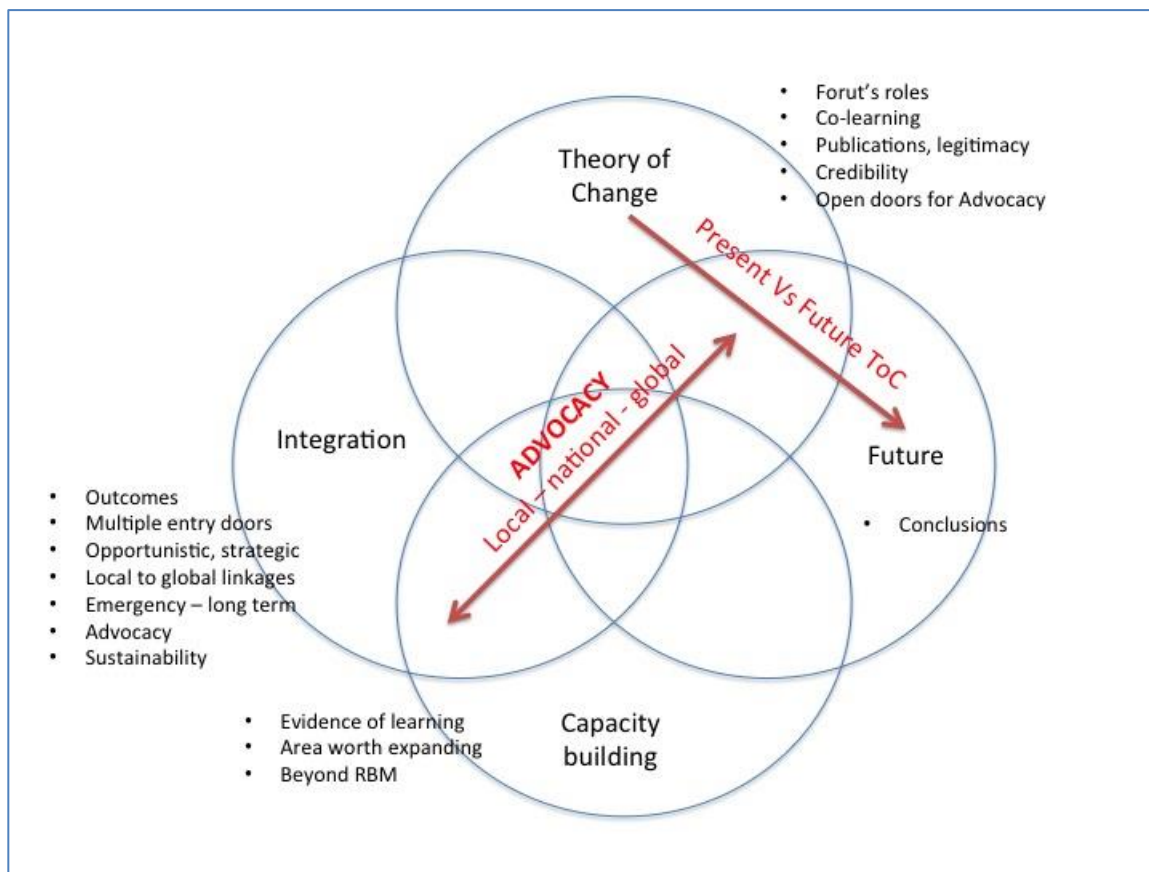 • Forut's roles
• Co-learning
• Publications, legitimacy
• Credibility
• Open doors for Advocacy
Theory of
Change
Present Vs Future ToC
ADVOCACY
Local – national - global
Integration
Future
• Conclusions
• Outcomes
• Multiple entry doors
• Opportunistic, strategic
• Local to global linkages
• Emergency – long term
• Advocacy
• Sustainability
• Evidence of learning
• Area worth expanding
• Beyond RBM
Capacity
building